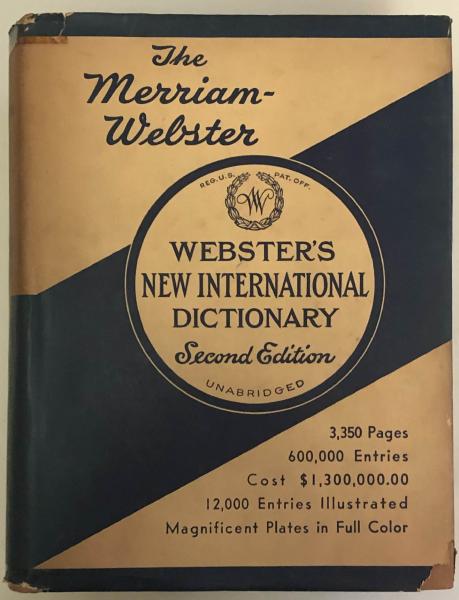 The
Merriam-
Webster
REG. U.S. PAT. OFF.
W
WEBSTER'S
NEW INTERNATIONAL
DICTIONARY
Second Edition
UNABRIDGED
3,350 Pages
600,000 Entries
Cost $1,300,000.00
12,000 Entries Illustrated
Magnificent Plates in Full Color